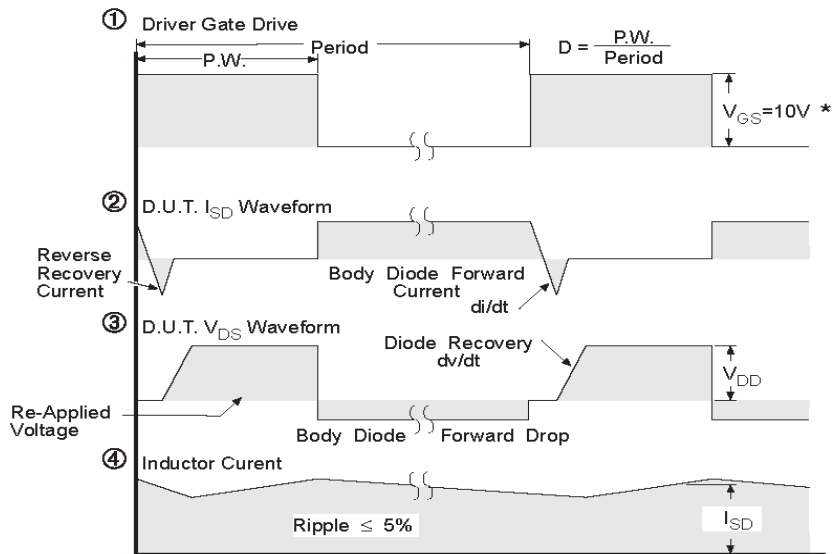 ① Driver Gate Drive
Period
P.W.
D = P.W. / Period
V_GS=10V *
② D.U.T. I_SD Waveform
Reverse
Recovery
Current
Body Diode Forward
Current
di/dt
③ D.U.T. V_DS Waveform
Diode Recovery
dv/dt
V_DD
Re-Applied
Voltage
Body Diode Forward Drop
④ Inductor Curent
Ripple ≤ 5%
I_SD